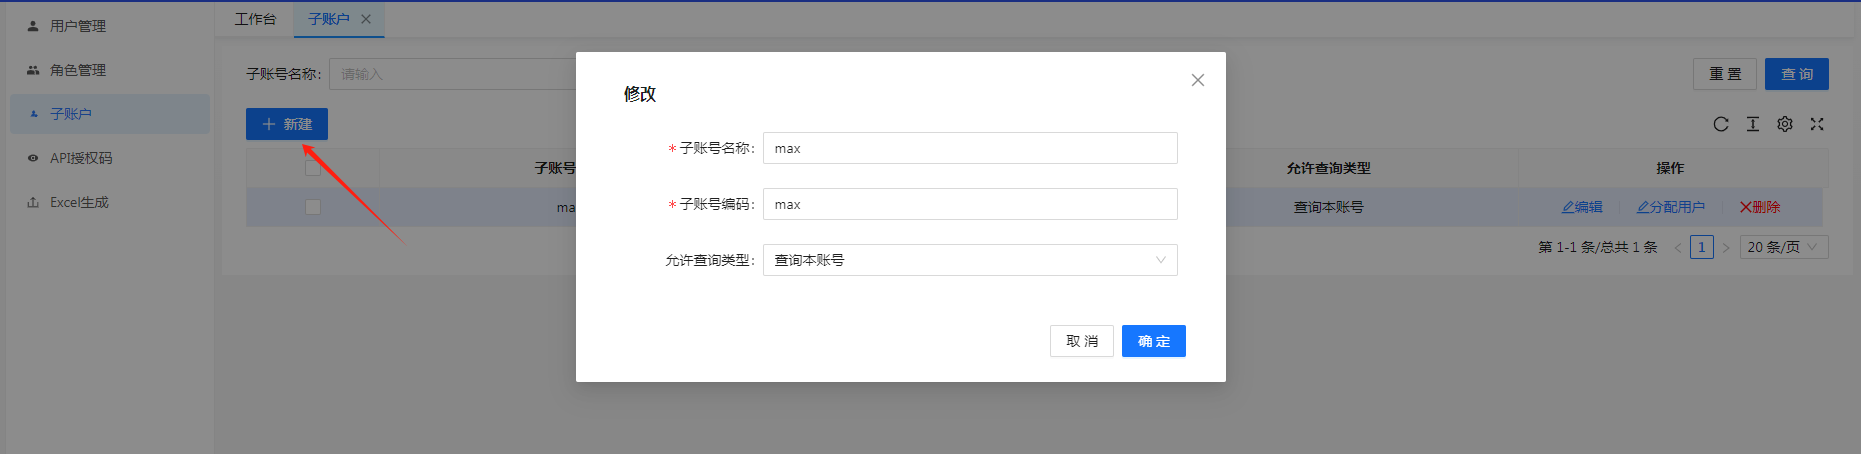 用户管理
角色管理
子账户
API授权码
Excel生成
工作台 子账户
子账号名称: 请输入
重 置 查 询
新建
子账号 允许查询类型 操作
ma 查询本账号 编辑 分配用户 删除
第 1-1 条/总共 1 条 1 20 条/页
修改
* 子账号名称: max
* 子账号编码: max
允许查询类型: 查询本账号
取 消 确 定